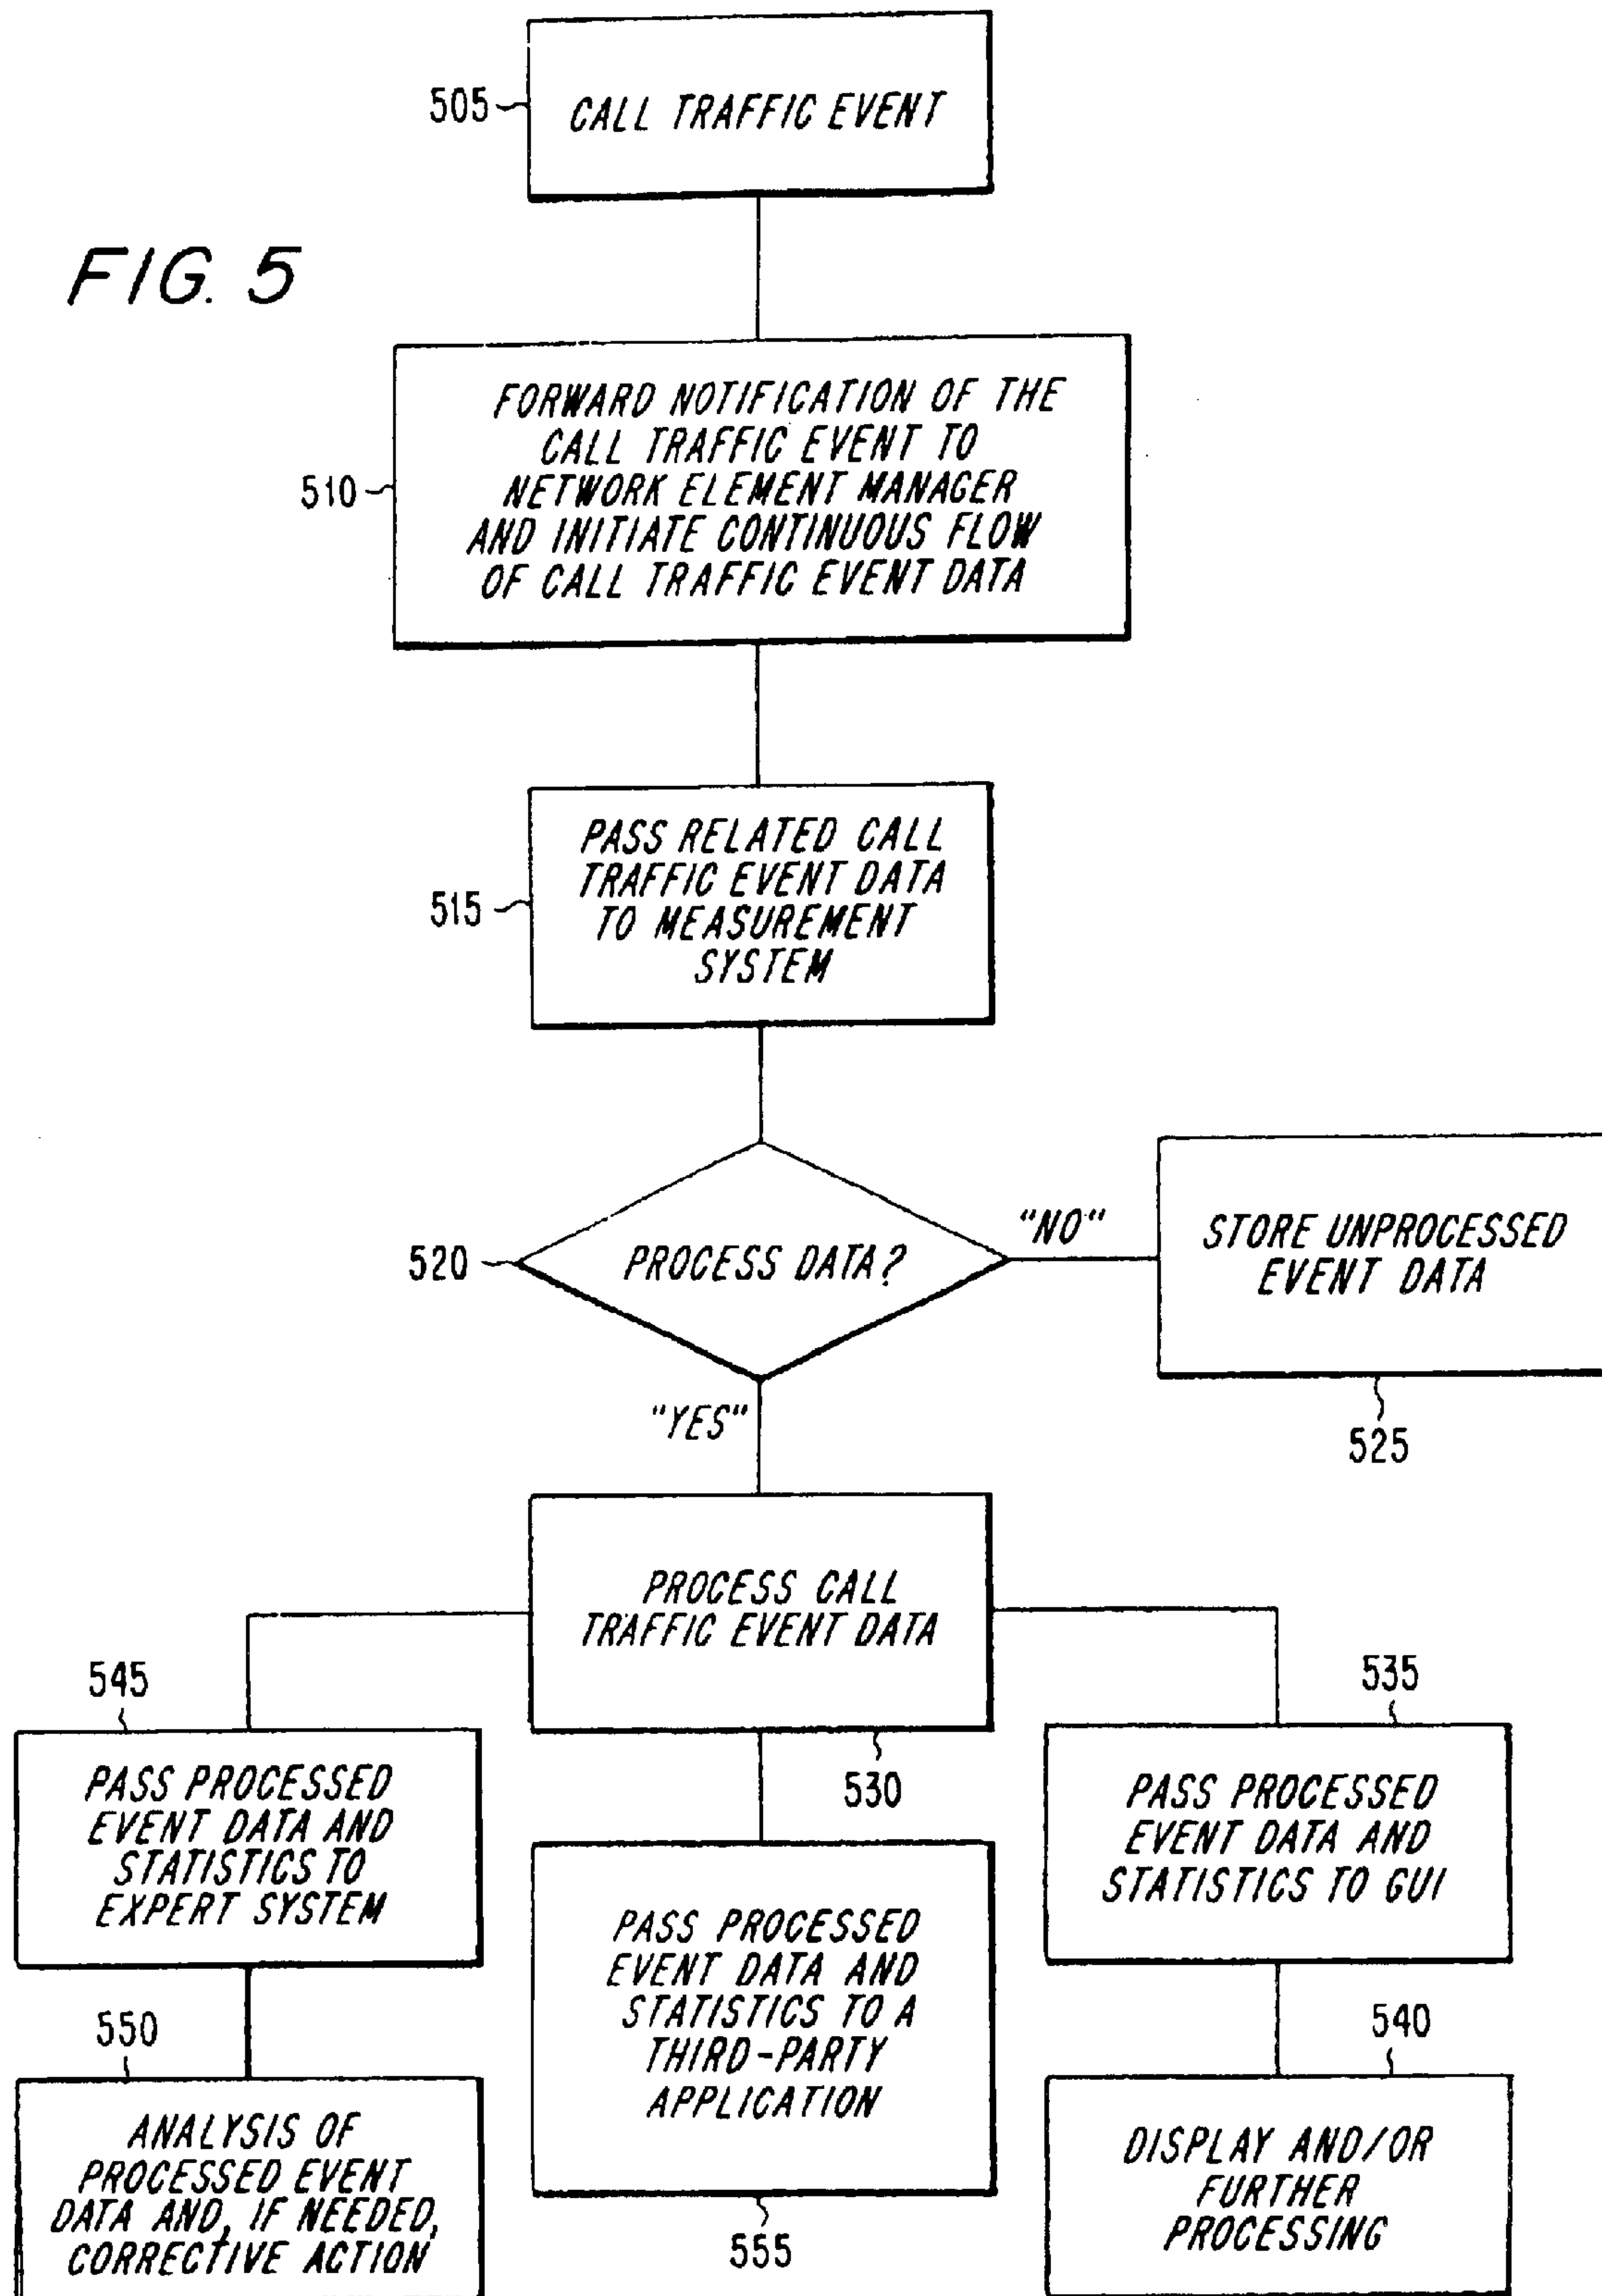 505
CALL TRAFFIC EVENT
FIG. 5
510
FORWARD NOTIFICATION OF THE
CALL TRAFFIC EVENT TO
NETWORK ELEMENT MANAGER
AND INITIATE CONTINUOUS FLOW
OF CALL TRAFFIC EVENT DATA
515
PASS RELATED CALL
TRAFFIC EVENT DATA
TO MEASUREMENT
SYSTEM
520
PROCESS DATA?
"NO"
STORE UNPROCESSED
EVENT DATA
525
"YES"
PROCESS CALL
TRAFFIC EVENT DATA
530
545
PASS PROCESSED
EVENT DATA AND
STATISTICS TO
EXPERT SYSTEM
550
ANALYSIS OF
PROCESSED EVENT
DATA AND, IF NEEDED,
CORRECTIVE ACTION
PASS PROCESSED
EVENT DATA AND
STATISTICS TO A
THIRD-PARTY
APPLICATION
555
535
PASS PROCESSED
EVENT DATA AND
STATISTICS TO GUI
540
DISPLAY AND/OR
FURTHER
PROCESSING